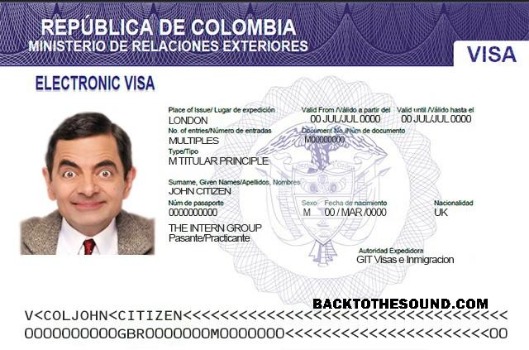 REPÚBLICA DE COLOMBIA
MINISTERIO DE RELACIONES EXTERIORES
VISA
ELECTRONIC VISA
Place of Issue/ Lugar de expedición Valid From /Válido a partir del Valid until /Válido hasta el
LONDON 00 JUL/JUL 0000 00 JUL/JUL 0000
No. of entries/Número de entradas Document No./Núm de documento
MULTIPLES M0000000
Type/Tipo
M TITULAR PRINCIPLE
Surname, Given Names/Apellidos, Nombres
JOHN CITIZEN
Núm de pasaporte Sexo Fecha de nacimiento Nacionalidad
0000000000 M 00/ MAR /0000 UK
THE INTERN GROUP
Pasante/Practicante
Autoridad Expedidora
GIT Visas e Inmigracion
BACKTOTHESOUND.COM
V<COLJOHN<CITIZEN<<<<<<<<<<<<<<<<<<<<<<<<<<<
0000000000GBR0000000M0000000<<<<<<<<<<<<<<00